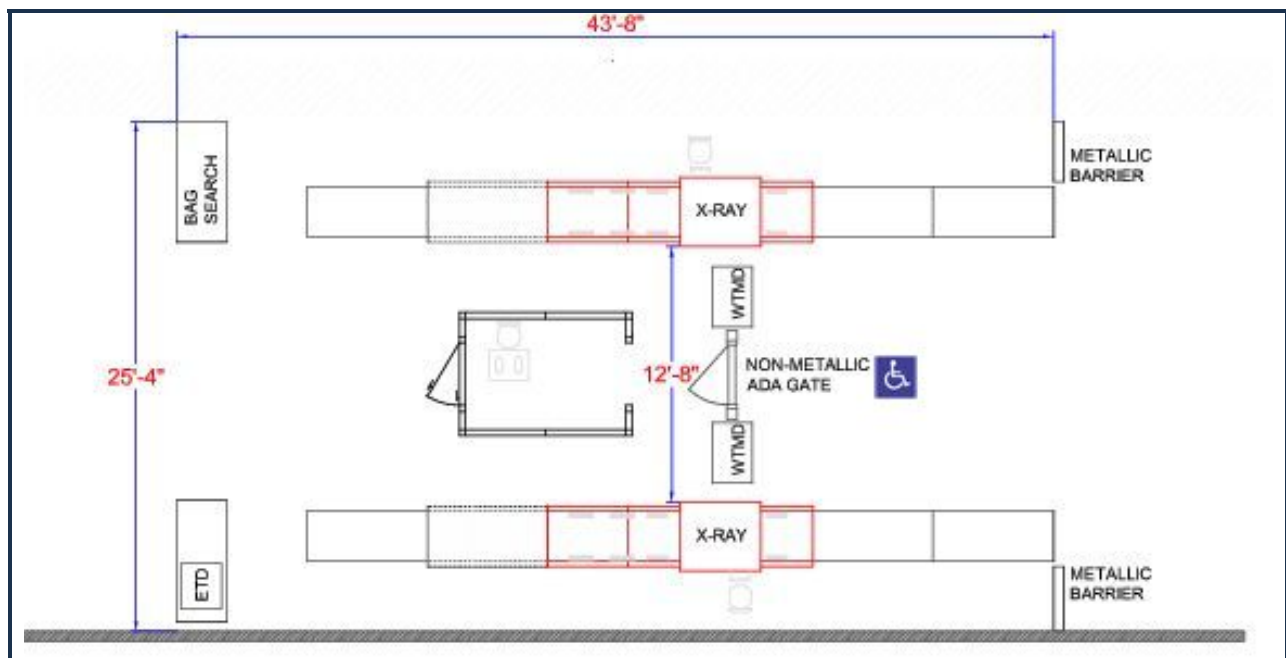 43'-8"
METALLIC
BARRIER
BAG
SEARCH
X-RAY
WTMD
25'-4"
12'-8"
NON-METALLIC
ADA GATE
WTMD
X-RAY
ETD
METALLIC
BARRIER